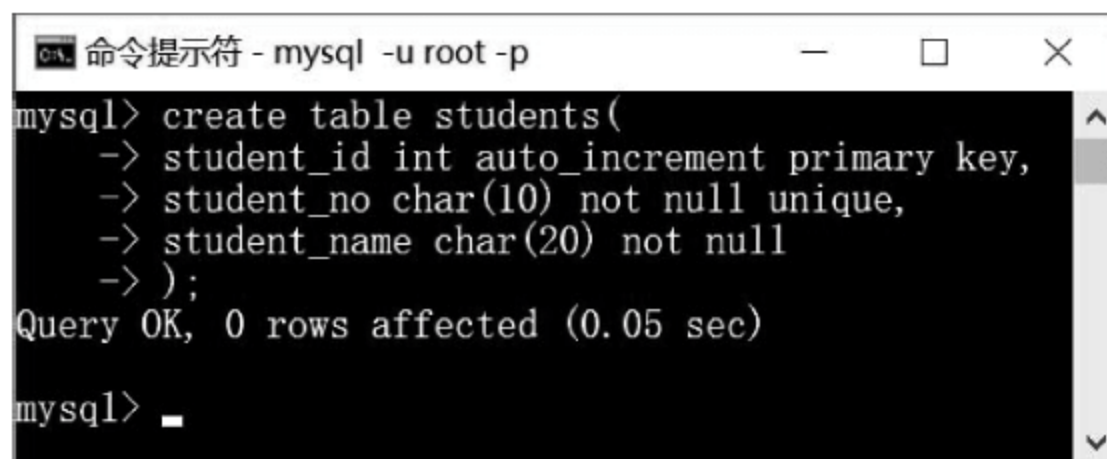 命令提示符 - mysql  -u root -p
mysql> create table students(
    -> student_id int auto_increment primary key,
    -> student_no char(10) not null unique,
    -> student_name char(20) not null
    -> );
Query OK, 0 rows affected (0.05 sec)
mysql>